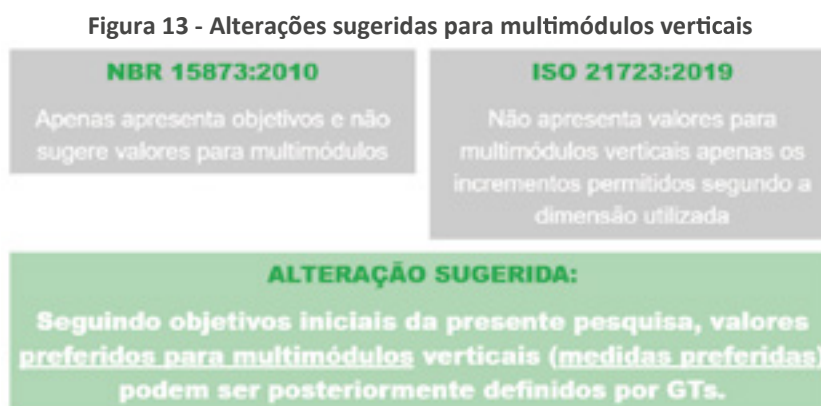 Figura 13 - Alterações sugeridas para multimódulos verticais
NBR 15873:2010
Apenas apresenta objetivos e não
sugere valores para multimódulos
ISO 21723:2019
Não apresenta valores para
multimódulos verticais apenas os
incrementos permitidos segundo a
dimensão utilizada
ALTERAÇÃO SUGERIDA:
Seguindo objetivos iniciais da presente pesquisa, valores
preferidos para multimódulos verticais (medidas preferidas)
podem ser posteriormente definidos por GTs.